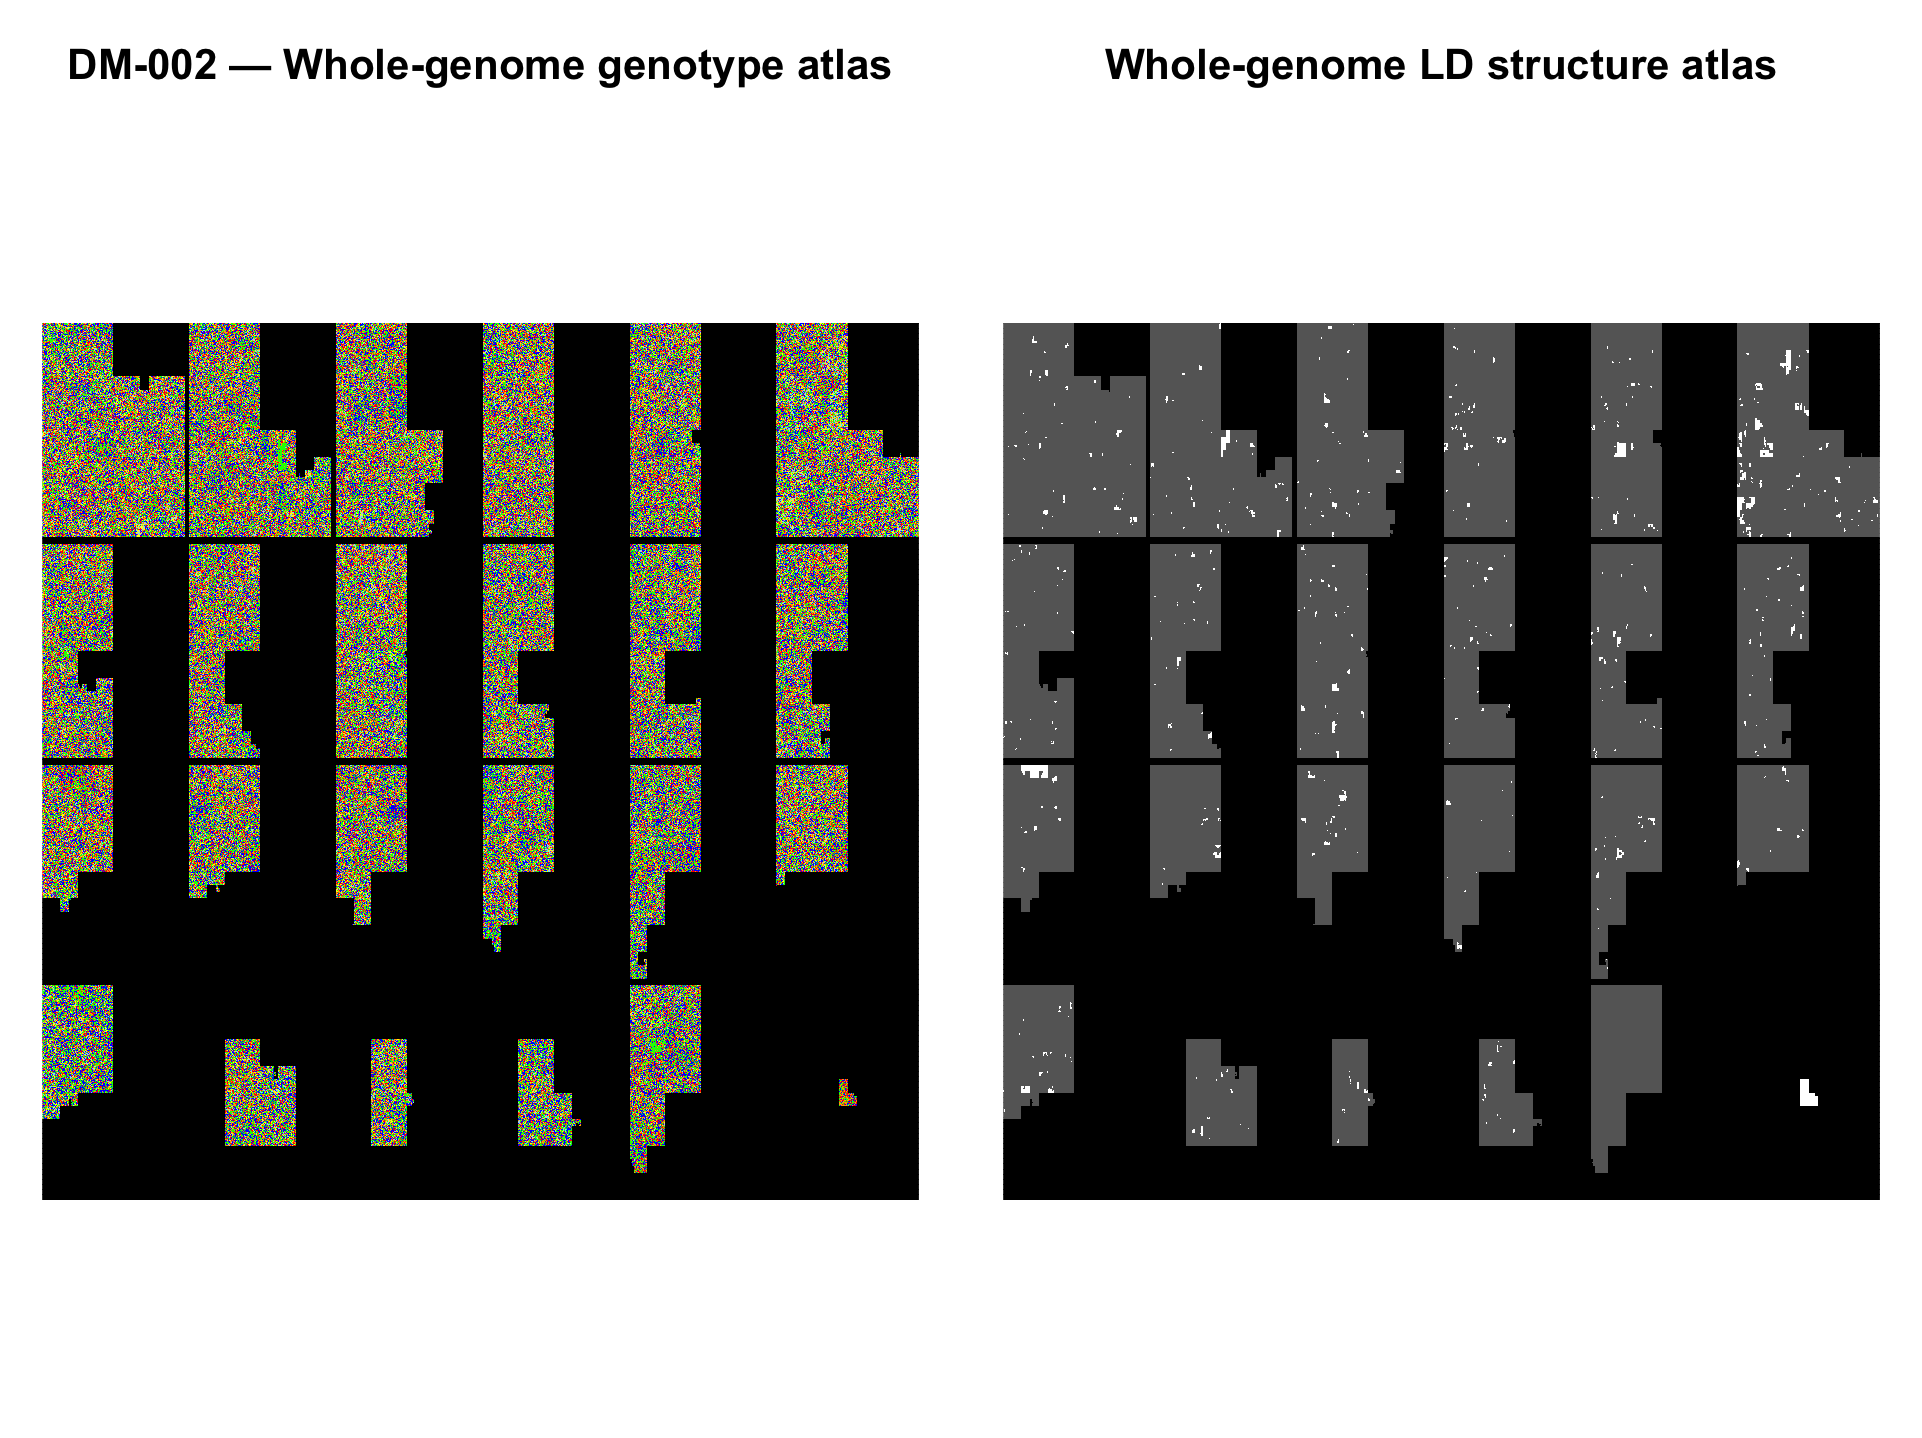 DM-002 — Whole-genome genotype atlas
Whole-genome LD structure atlas